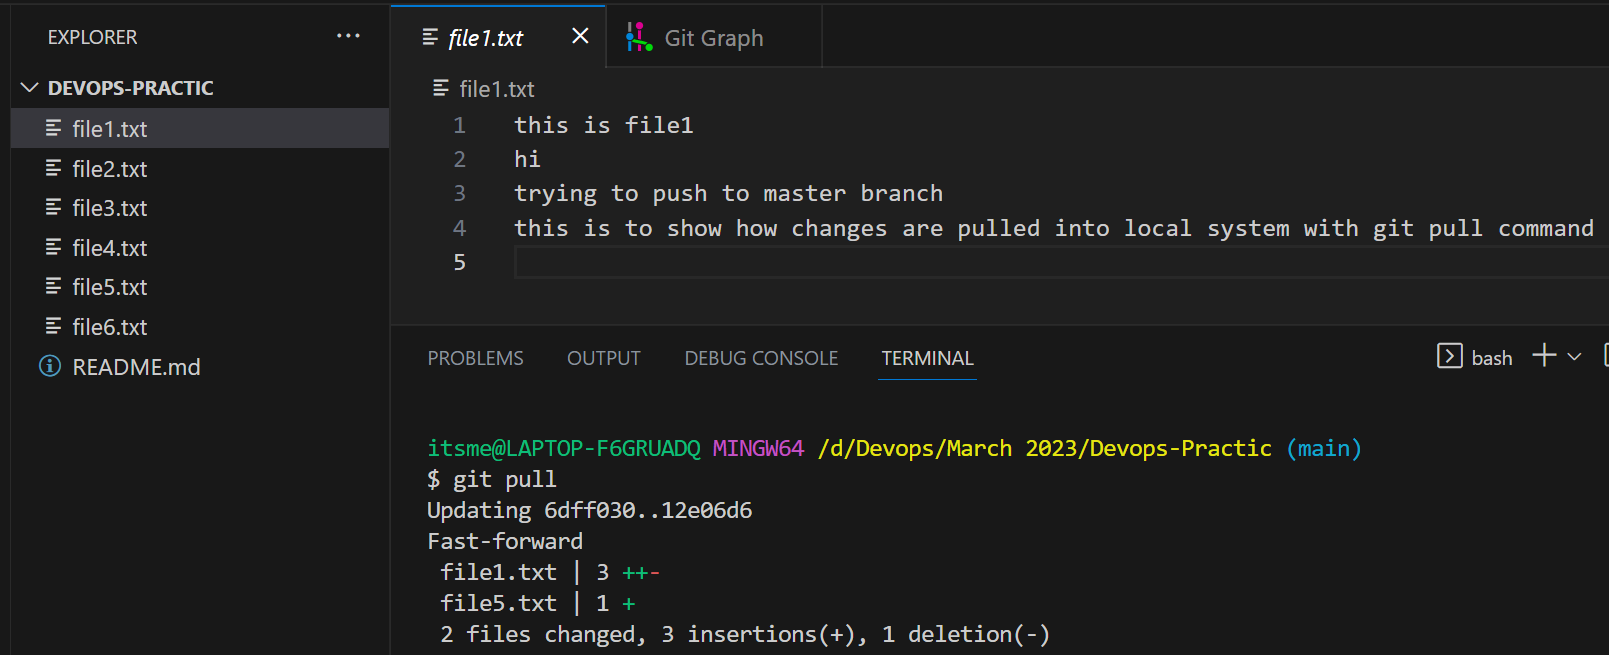 EXPLORER ...
DEVOPS-PRACTIC
file1.txt
file2.txt
file3.txt
file4.txt
file5.txt
file6.txt
README.md
file1.txt Git Graph
file1.txt
1 this is file1
2 hi
3 trying to push to master branch
4 this is to show how changes are pulled into local system with git pull command
5
PROBLEMS OUTPUT DEBUG CONSOLE TERMINAL bash
itsme@LAPTOP-F6GRUADQ MINGW64 /d/Devops/March 2023/Devops-Practic (main)
$ git pull
Updating 6dff030..12e06d6
Fast-forward
file1.txt | 3 ++-
file5.txt | 1 +
2 files changed, 3 insertions(+), 1 deletion(-)